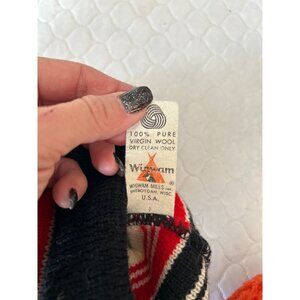 100% PURE
VIRGIN WOOL
DRY CLEAN ONLY
Wigwam
®
WIGWAM MILLS INC.
SHEBOYGAN, WISC.
U.S.A.